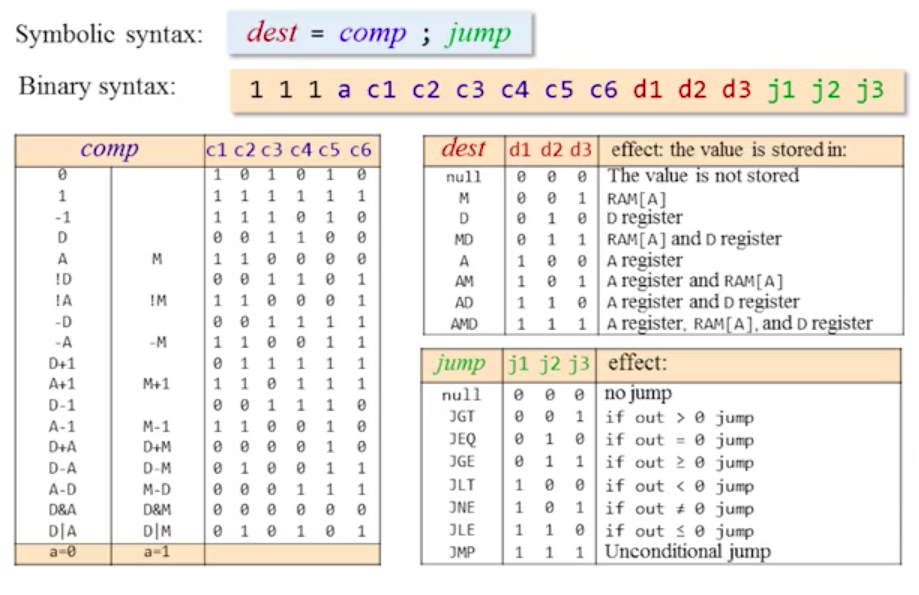 Symbolic syntax: dest = comp ; jump
Binary syntax: 1 1 1 a c1 c2 c3 c4 c5 c6 d1 d2 d3 j1 j2 j3
comp c1 c2 c3 c4 c5 c6
0 1 0 1 0 1 0
1 1 1 1 1 1 1
-1 1 1 1 0 1 0
D 0 0 1 1 0 0
A M 1 1 0 0 0 0
!D 0 0 1 1 0 1
!A !M 1 1 0 0 0 1
-D 0 0 1 1 1 1
-A -M 1 1 0 0 1 1
D+1 0 1 1 1 1 1
A+1 M+1 1 1 0 1 1 1
D-1 0 0 1 1 1 0
A-1 M-1 1 1 0 0 1 0
D+A D+M 0 0 0 0 1 0
D-A D-M 0 1 0 0 1 1
A-D M-D 0 0 0 1 1 1
D&A D&M 0 0 0 0 0 0
D|A D|M 0 1 0 1 0 1
a=0 a=1
dest d1 d2 d3 effect: the value is stored in:
null 0 0 0 The value is not stored
M 0 0 1 RAM[A]
D 0 1 0 D register
MD 0 1 1 RAM[A] and D register
A 1 0 0 A register
AM 1 0 1 A register and RAM[A]
AD 1 1 0 A register and D register
AMD 1 1 1 A register, RAM[A], and D register
jump j1 j2 j3 effect:
null 0 0 0 no jump
JGT 0 0 1 if out > 0 jump
JEQ 0 1 0 if out = 0 jump
JGE 0 1 1 if out ≥ 0 jump
JLT 1 0 0 if out < 0 jump
JNE 1 0 1 if out ≠ 0 jump
JLE 1 1 0 if out ≤ 0 jump
JMP 1 1 1 Unconditional jump